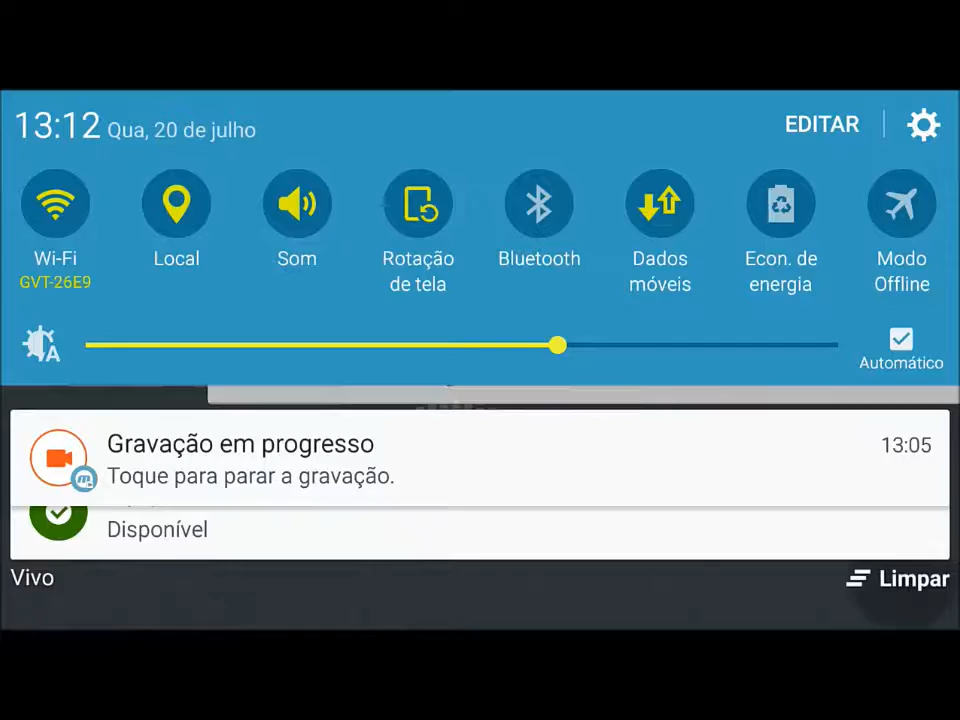 13:12 Qua, 20 de julho
EDITAR
Wi-Fi
GVT-26E9
Local
Som
Rotação
de tela
Bluetooth
Dados
móveis
Econ. de
energia
Modo
Offline
A
Automático
Gravação em progresso
13:05
Toque para parar a gravação.
Disponível
Vivo
Limpar